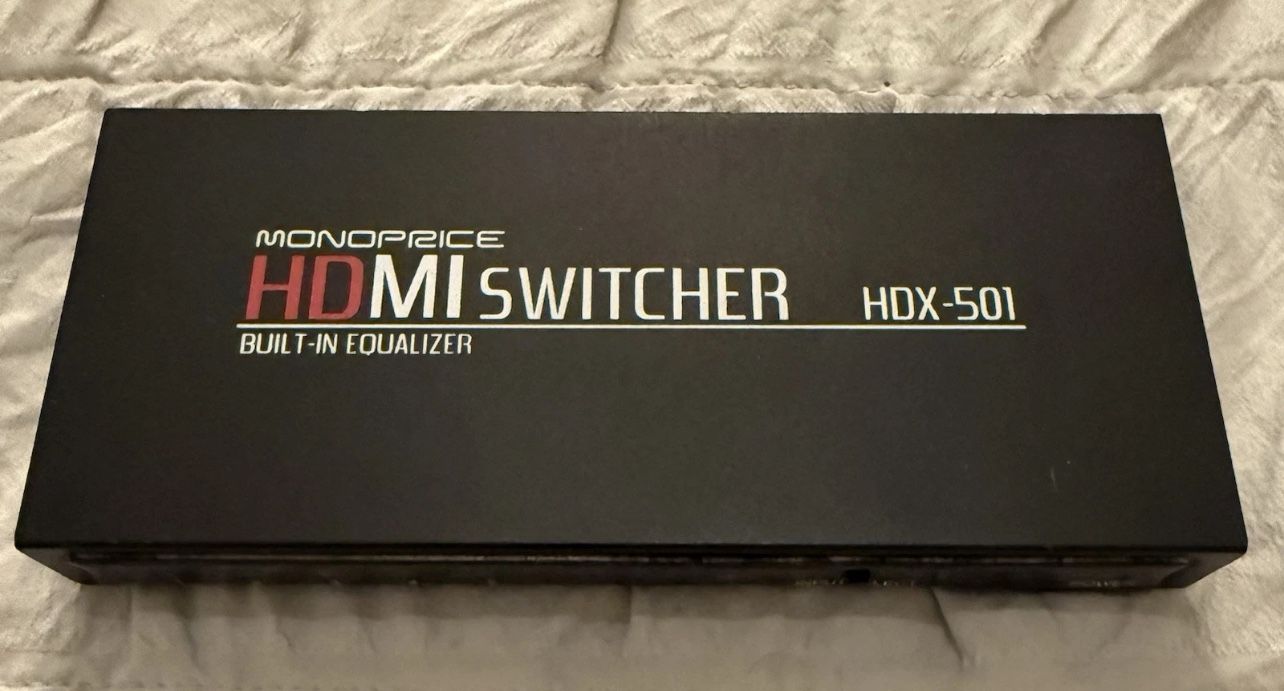 MONOPRICE
HDMI SWITCHER HDX-501
BUILT-IN EQUALIZER